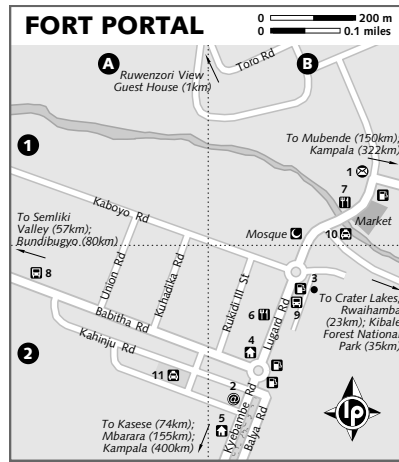 FORT PORTAL
0 200 m
0 0.1 miles
A
B
Toro Rd
Ruwenzori View
Guest House (1km)
To Mubende (150km);
Kampala (322km)
1
1
7
Kaboyo Rd
Market
Mosque
10
To Semliki
Valley (57km);
Bundibugyo (80km)
8
Union Rd
Kuhadika Rd
Rukidi III St
Lugard Rd
3
9
6
To Crater Lakes,
Rwaihamba
(23km); Kibale
Forest National
Park (35km)
Babitha Rd
Kahinju Rd
4
2
11
2
@
5
Kyebambe Rd
Balya Rd
To Kasese (74km);
Mbarara (155km);
Kampala (400km)
lp